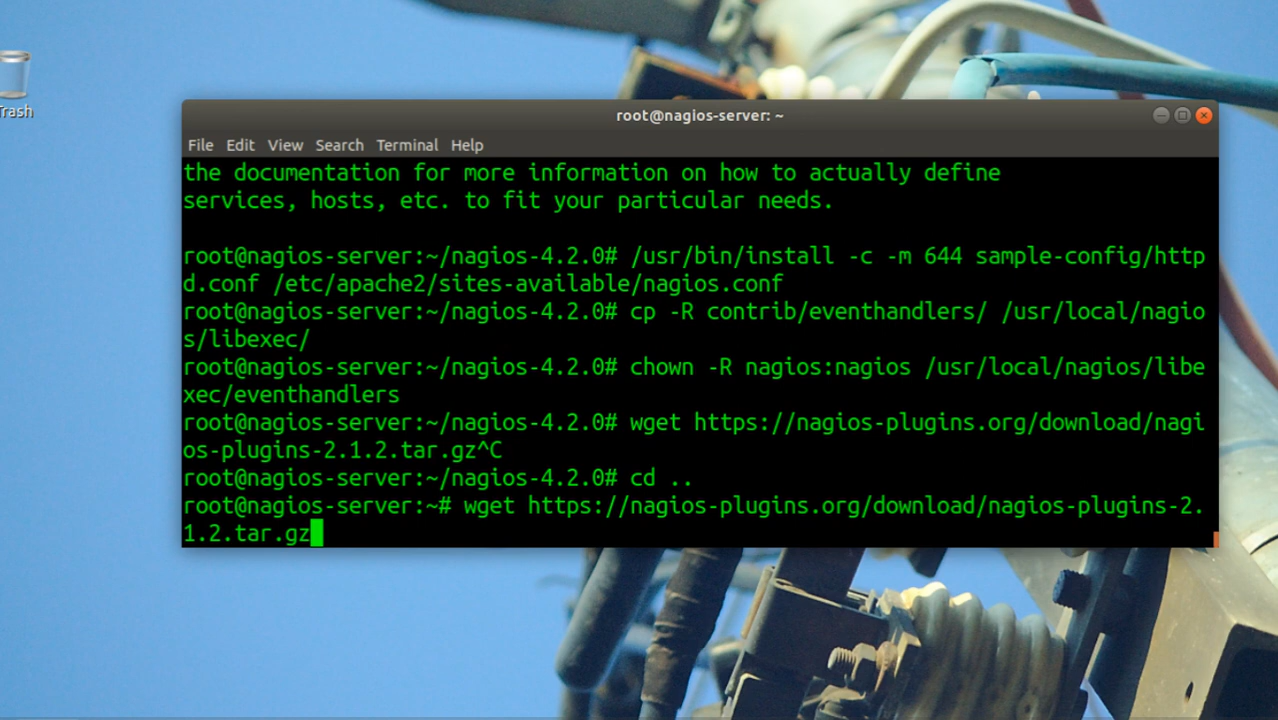 Trash
root@nagios-server: ~
File Edit View Search Terminal Help
the documentation for more information on how to actually define
services, hosts, etc. to fit your particular needs.
root@nagios-server:~/nagios-4.2.0# /usr/bin/install -c -m 644 sample-config/http
d.conf /etc/apache2/sites-available/nagios.conf
root@nagios-server:~/nagios-4.2.0# cp -R contrib/eventhandlers/ /usr/local/nagio
s/libexec/
root@nagios-server:~/nagios-4.2.0# chown -R nagios:nagios /usr/local/nagios/libe
xec/eventhandlers
root@nagios-server:~/nagios-4.2.0# wget https://nagios-plugins.org/download/nagi
os-plugins-2.1.2.tar.gz^C
root@nagios-server:~/nagios-4.2.0# cd ..
root@nagios-server:~# wget https://nagios-plugins.org/download/nagios-plugins-2.
1.2.tar.gz